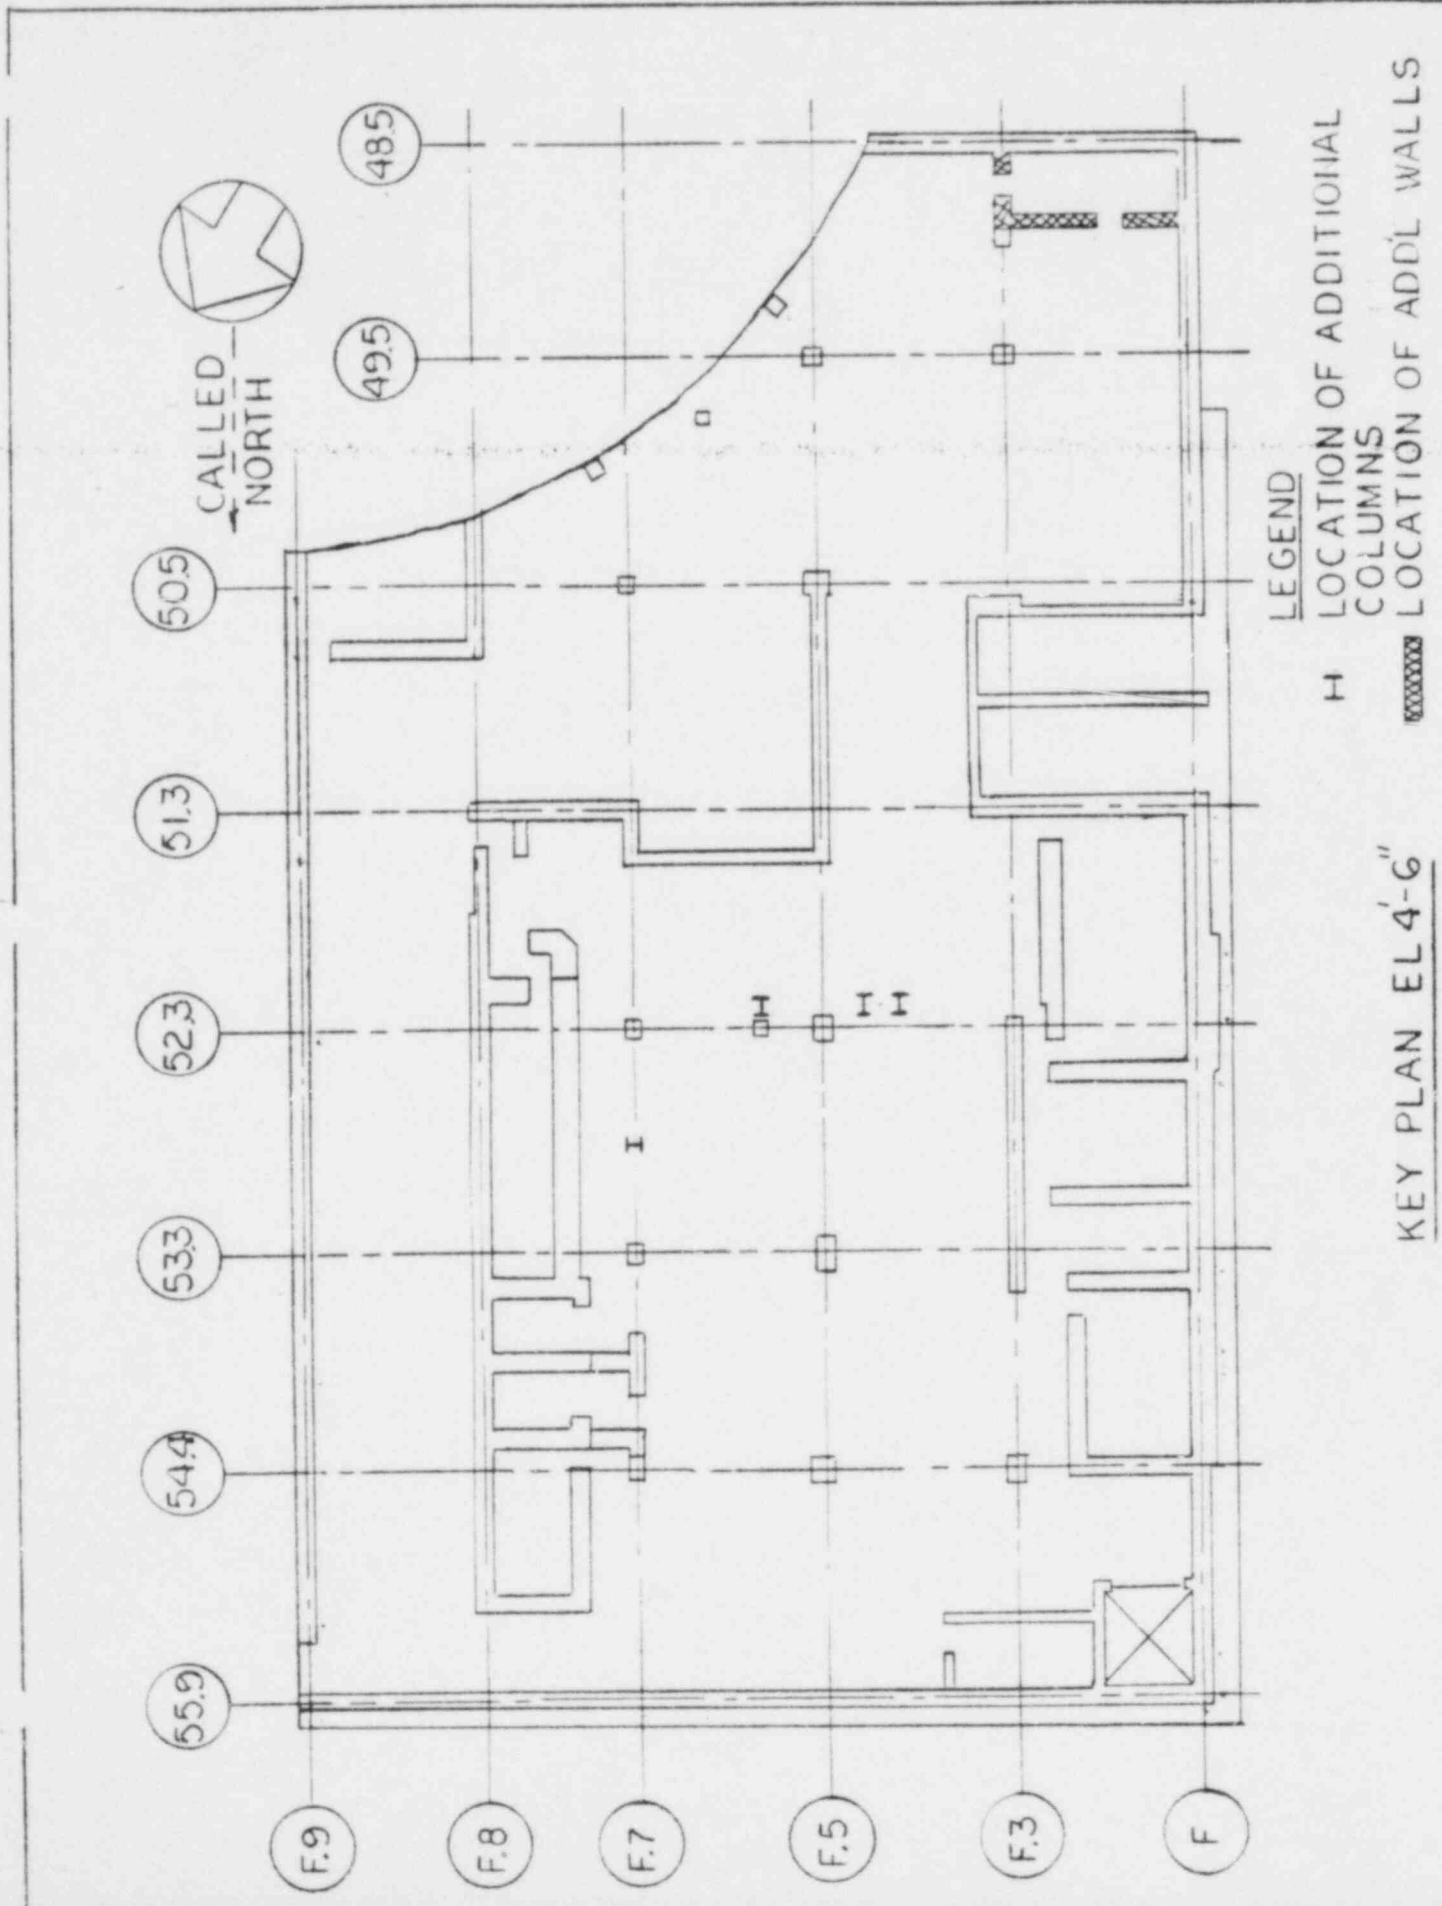 CALLED
NORTH
48.5
49.5
50.5
51.3
52.3
53.3
54.4
55.9
F.9
F.8
F.7
F.5
F.3
F
LEGEND
LOCATION OF ADDITIONAL
COLUMNS
LOCATION OF ADD'L WALLS
KEY PLAN EL 4'-6"